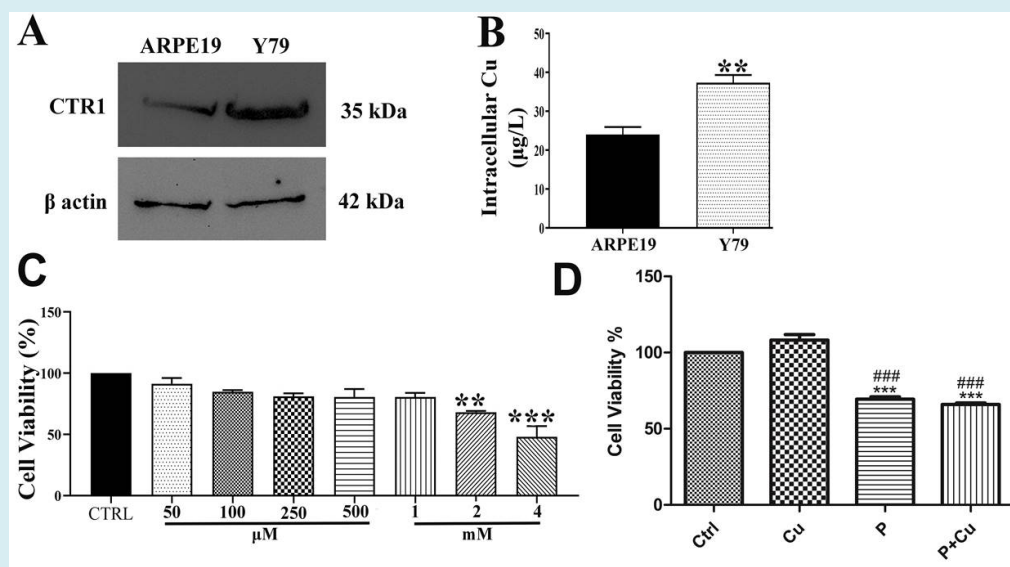 A
ARPE19 Y79
CTR1
35 kDa
β actin
42 kDa
B
Intracellular Cu
(µg/L)
50
40
30
20
10
0
**
ARPE19 Y79
C
Cell Viability (%)
150
100
50
0
** ***
CTRL 50 100 250 500 1 2 4
µM mM
D
Cell Viability %
150
100
50
0
### ###
*** ***
Ctrl Cu P P+Cu